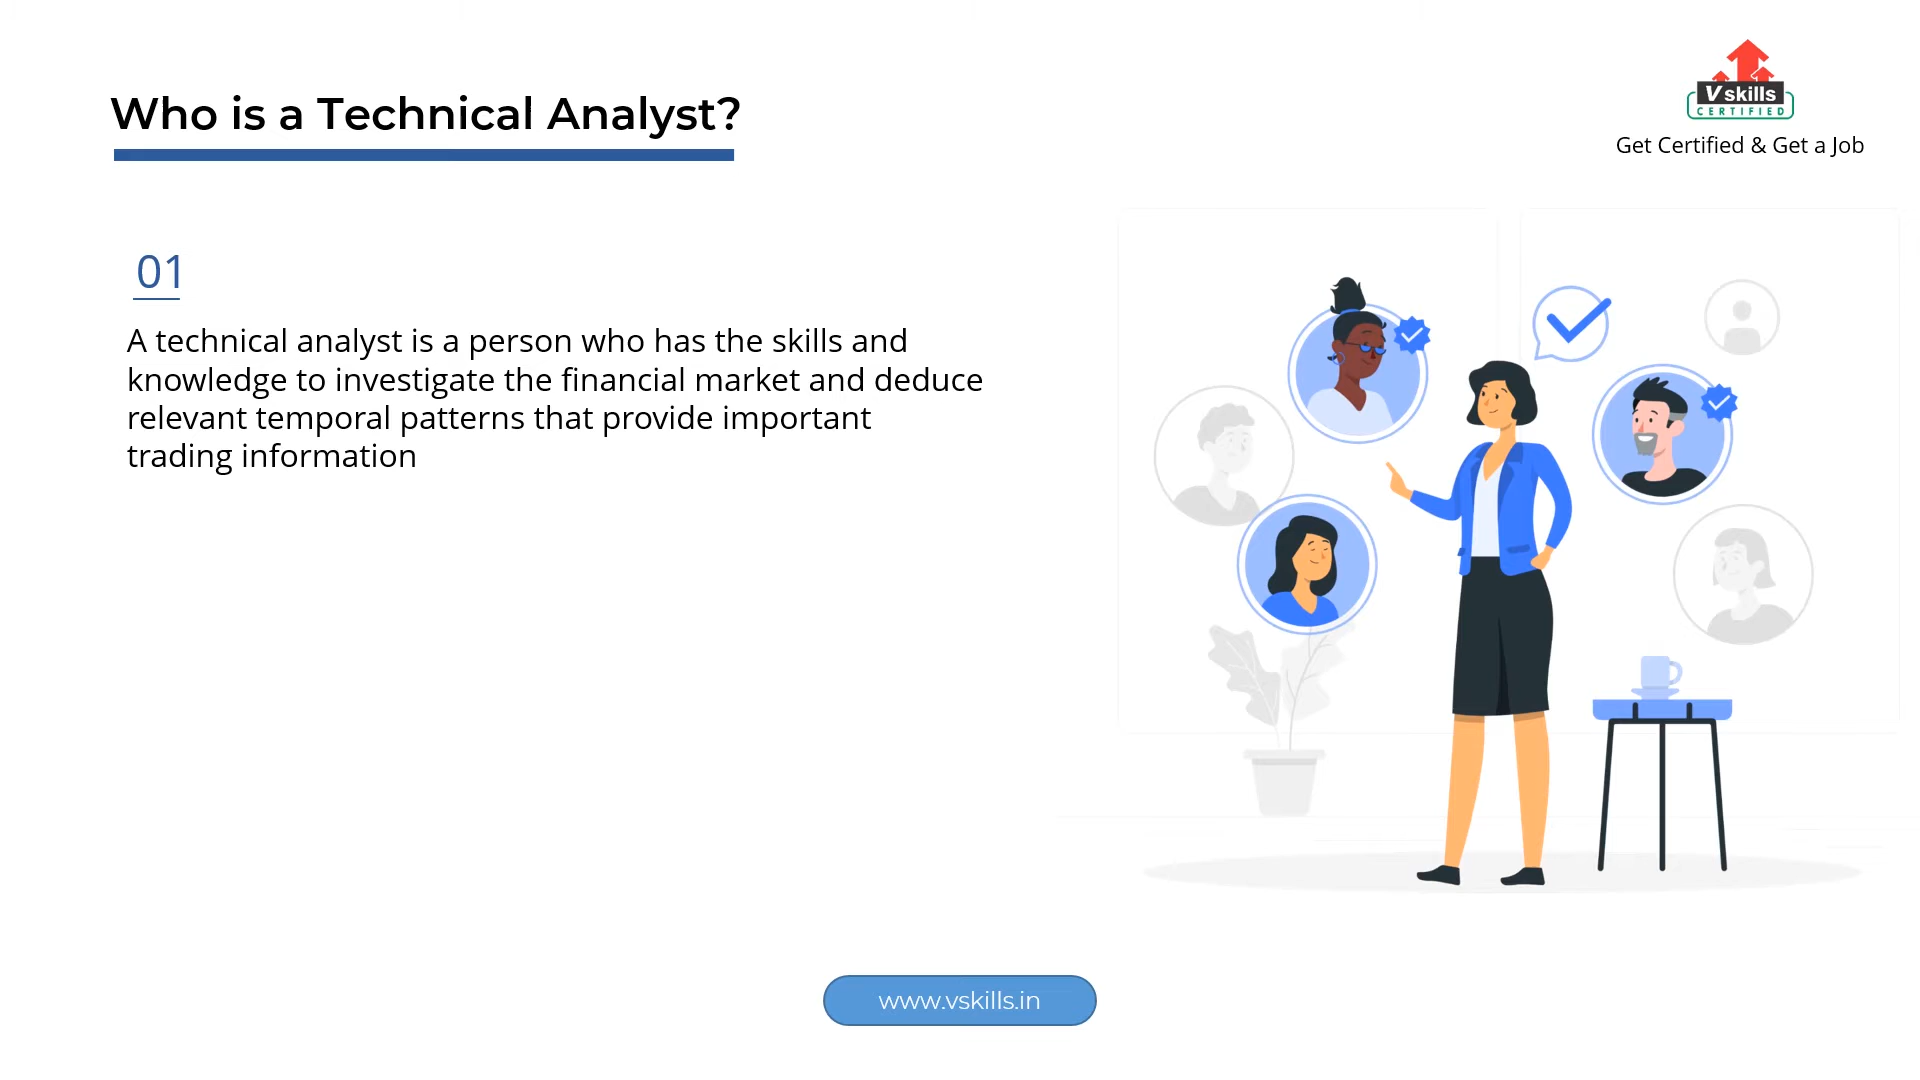 Who is a Technical Analyst?
Vskills
CERTIFIED
Get Certified & Get a Job
01
A technical analyst is a person who has the skills and
knowledge to investigate the financial market and deduce
relevant temporal patterns that provide important
trading information
www.vskills.in